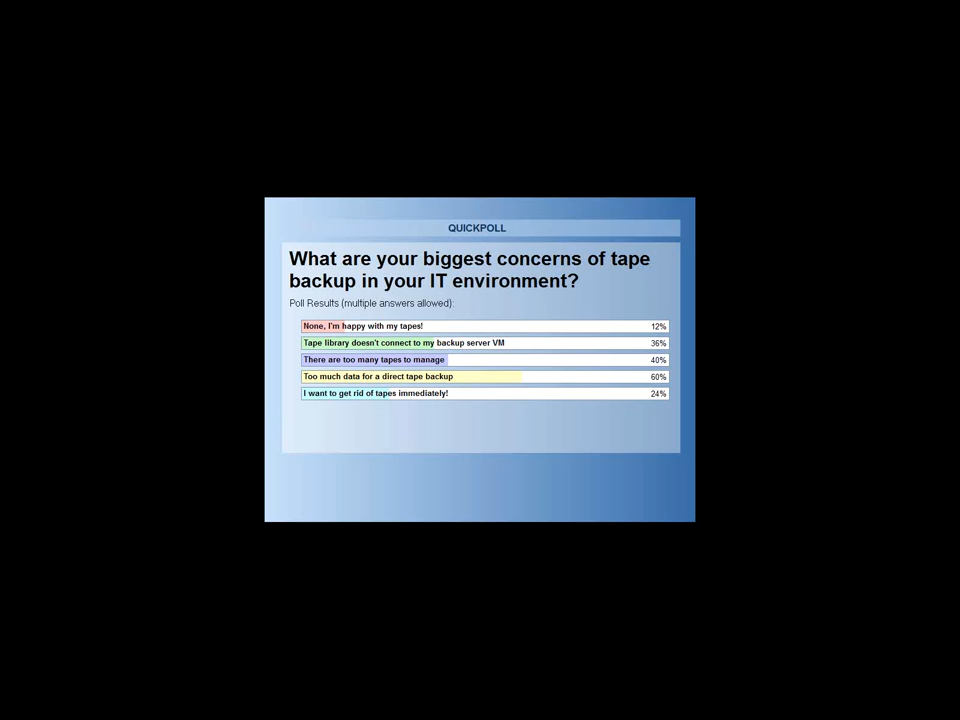 QUICKPOLL
What are your biggest concerns of tape
backup in your IT environment?
Poll Results (multiple answers allowed):
None, I'm happy with my tapes! 12%
Tape library doesn't connect to my backup server VM 36%
There are too many tapes to manage 40%
Too much data for a direct tape backup 60%
I want to get rid of tapes immediately! 24%